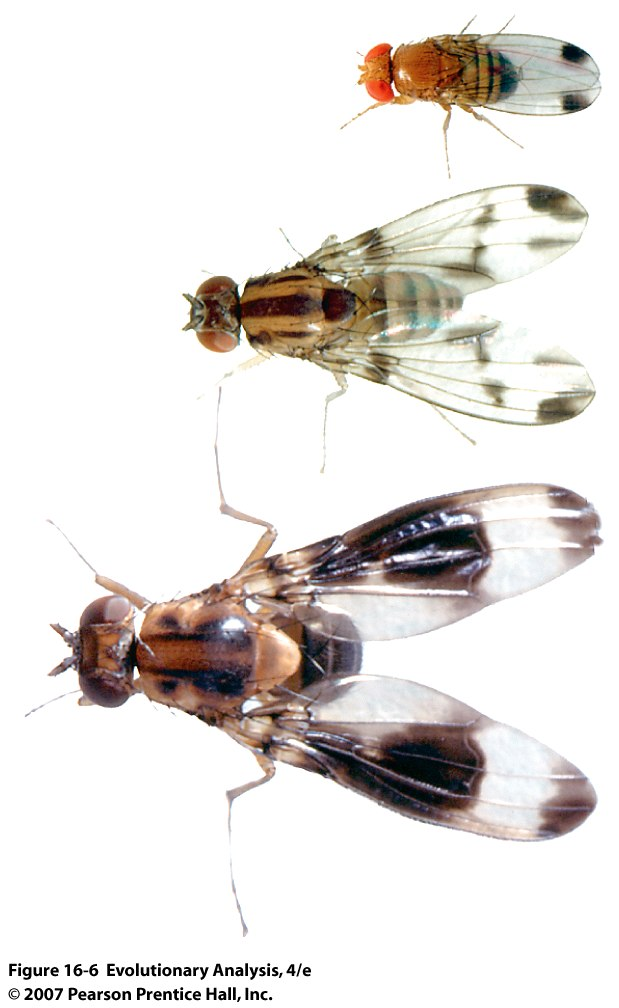 Figure 16-6 Evolutionary Analysis, 4/e
© 2007 Pearson Prentice Hall, Inc.